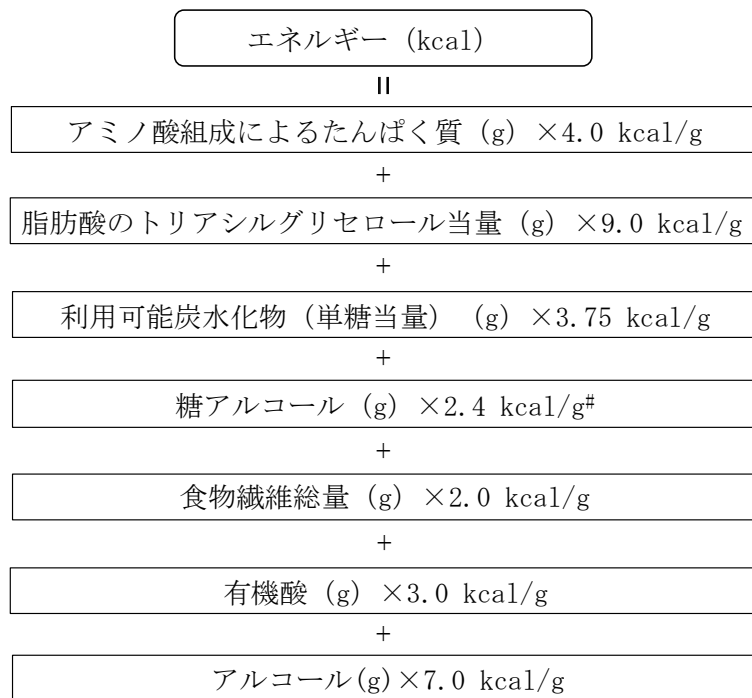 エネルギー (kcal)
=
アミノ酸組成によるたんぱく質 (g) ×4.0 kcal/g
+
脂肪酸のトリアシルグリセロール当量 (g) ×9.0 kcal/g
+
利用可能炭水化物 (単糖当量) (g) ×3.75 kcal/g
+
糖アルコール (g) ×2.4 kcal/g#
+
食物繊維総量 (g) ×2.0 kcal/g
+
有機酸 (g) ×3.0 kcal/g
+
アルコール(g)×7.0 kcal/g